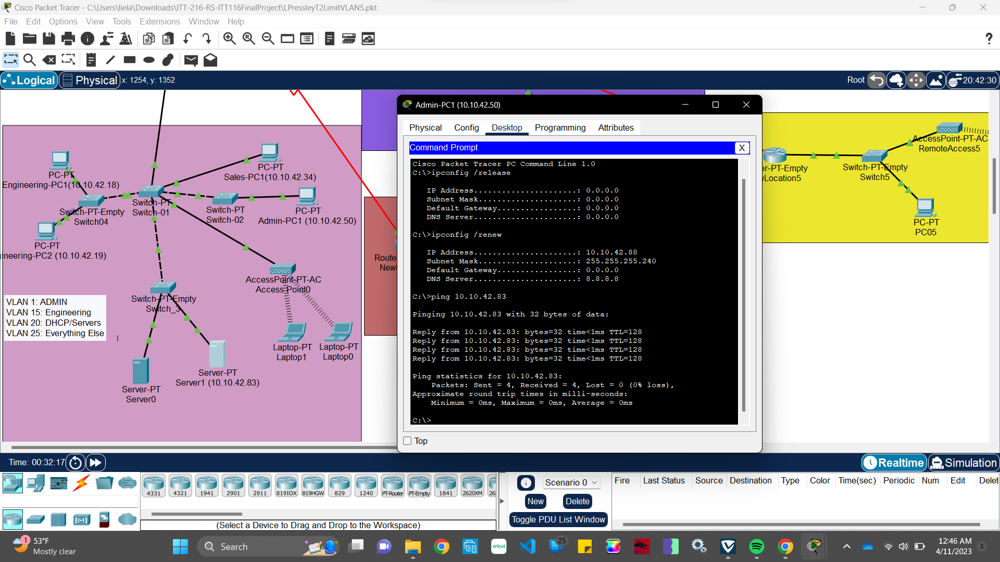 Cisco Packet Tracer - C:\Users\liela\Downloads\ITT-216-RS-ITT116FinalProject\LPressleyT2LimitVLANS.pkt
File Edit Options View Tools Extensions Window Help
?
Logical Physical x: 1254, y: 1352
Root 20:42:30
PC-PT
Engineering-PC1(10.10.42.18)
PC-PT
Sales-PC1(10.10.42.34)
Switch-PT
Switch-01
Switch-PT-Empty
Switch04
Switch-PT
Switch-02
PC-PT
Admin-PC1 (10.10.42.50)
PC-PT
ineering-PC2 (10.10.42.19)
AccessPoint-PT-AC
Access Point0
Switch-PT-Empty
Switch_3
VLAN 1: ADMIN
VLAN 15: Engineering
VLAN 20: DHCP/Servers
VLAN 25: Everything Else
Laptop-PT
Laptop1
Laptop-PT
Laptop0
Server-PT
Server1 (10.10.42.83)
Server-PT
Server0
Route
New
Admin-PC1 (10.10.42.50)
Physical Config Desktop Programming Attributes
Command Prompt X
Cisco Packet Tracer PC Command Line 1.0
C:\>ipconfig /release
IP Address......................: 0.0.0.0
Subnet Mask.....................: 0.0.0.0
Default Gateway.................: 0.0.0.0
DNS Server......................: 0.0.0.0
C:\>ipconfig /renew
IP Address......................: 10.10.42.88
Subnet Mask.....................: 255.255.255.240
Default Gateway.................: 0.0.0.0
DNS Server......................: 8.8.8.8
C:\>ping 10.10.42.83
Pinging 10.10.42.83 with 32 bytes of data:
Reply from 10.10.42.83: bytes=32 time<1ms TTL=128
Reply from 10.10.42.83: bytes=32 time<1ms TTL=128
Reply from 10.10.42.83: bytes=32 time<1ms TTL=128
Reply from 10.10.42.83: bytes=32 time<1ms TTL=128
Ping statistics for 10.10.42.83:
Packets: Sent = 4, Received = 4, Lost = 0 (0% loss),
Approximate round trip times in milli-seconds:
Minimum = 0ms, Maximum = 0ms, Average = 0ms
C:\>
Top
AccessPoint-PT-AC
RemoteAccess5
er-PT-Empty
wLocation5
Switch-PT-Empty
Switch5
PC-PT
PC05
Time: 00:32:17
Realtime Simulation
4331 4321 1941 2901 2911 819IOX 819HGW 829 1240 PT-Router PT-Empty 1841 2620XM 26
(Select a Device to Drag and Drop to the Workspace)
Scenario 0
New Delete
Toggle PDU List Window
Fire Last Status Source Destination Type Color Time(sec) Periodic Num Edit Delet
1
53°F
Mostly clear
Search
cricut
25
12:46 AM
4/11/2023
3